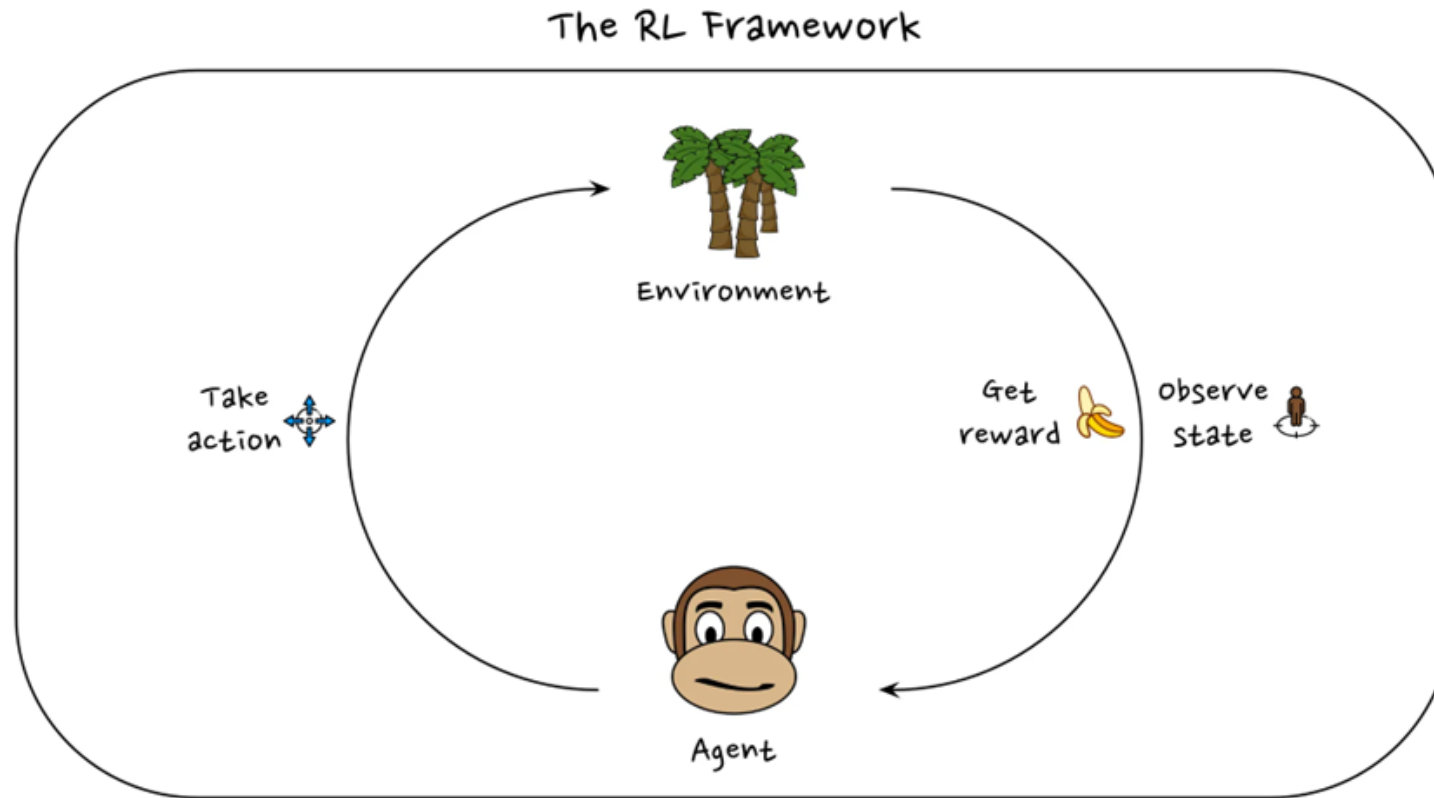 The RL Framework
Environment
Take
action
Get
reward
Observe
state
Agent